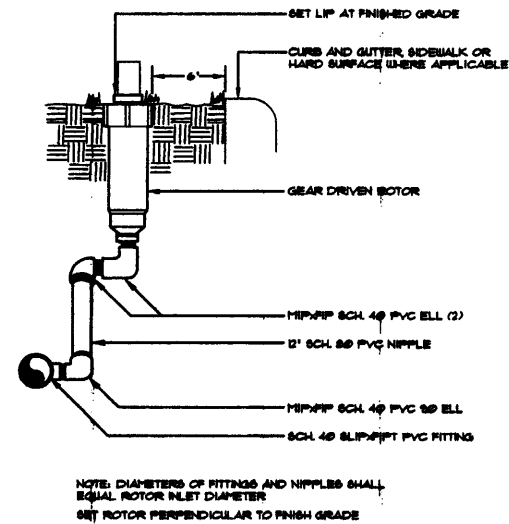 SET LIP AT FINISHED GRADE
CURB AND GUTTER, SIDEWALK OR
HARD SURFACE WHERE APPLICABLE
6"
GEAR DRIVEN ROTOR
MIPxFIP SCH. 40 PVC ELL (2)
12" SCH. 80 PVC NIPPLE
MIPxFIP SCH. 40 PVC 90 ELL
SCH. 40 SLIPxFIPT PVC FITTING
NOTE: DIAMETERS OF FITTINGS AND NIPPLES SHALL
EQUAL ROTOR INLET DIAMETER
SET ROTOR PERPENDICULAR TO FINISH GRADE